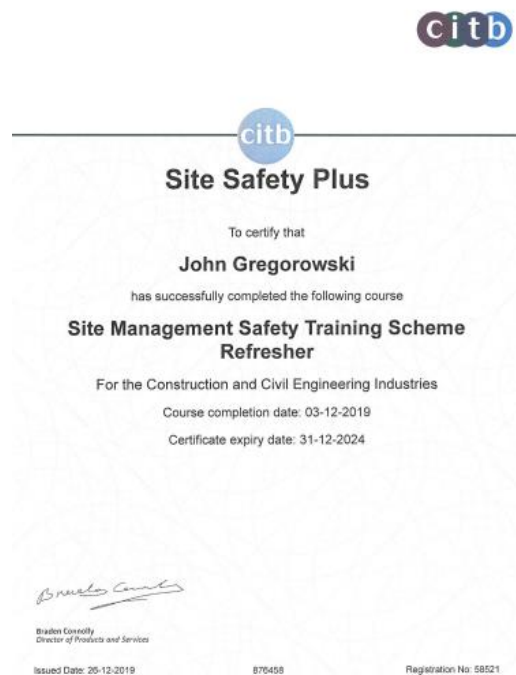 citb
citb
Site Safety Plus
To certify that
John Gregorowski
has successfully completed the following course
Site Management Safety Training Scheme
Refresher
For the Construction and Civil Engineering Industries
Course completion date: 03-12-2019
Certificate expiry date: 31-12-2024
Braden Connolly
Director of Products and Services
Issued Date: 26-12-2019 876458 Registration No: 58521